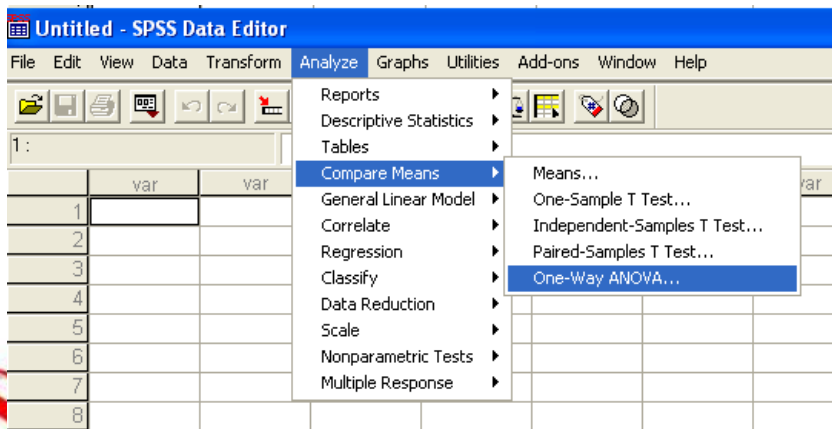 Untitled - SPSS Data Editor
File Edit View Data Transform Analyze Graphs Utilities Add-ons Window Help
1 :
Reports
Descriptive Statistics
Tables
Compare Means
General Linear Model
Correlate
Regression
Classify
Data Reduction
Scale
Nonparametric Tests
Multiple Response
Means...
One-Sample T Test...
Independent-Samples T Test...
Paired-Samples T Test...
One-Way ANOVA...
var var var
1
2
3
4
5
6
7
8